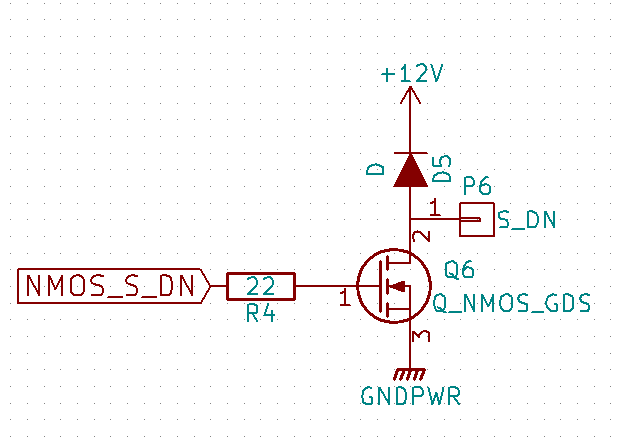 +12V
D
D5
P6
1
S_DN
2
Q6
NMOS_S_DN
22
1
Q_NMOS_GDS
R4
3
GNDPWR